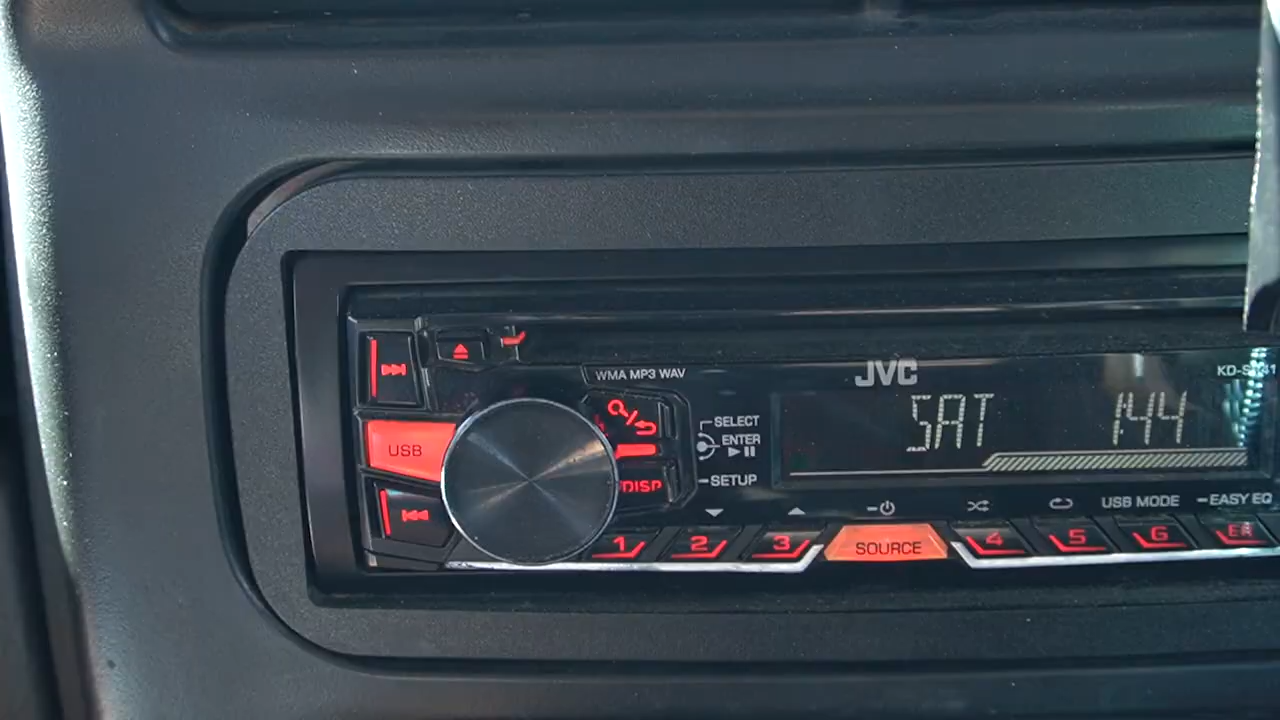 WMA MP3 WAV
JVC
SELECT
ENTER
SETUP
USB
DISP
SAT 1:44
USB MODE
EASY EQ
1 2 3 SOURCE 4 5 6